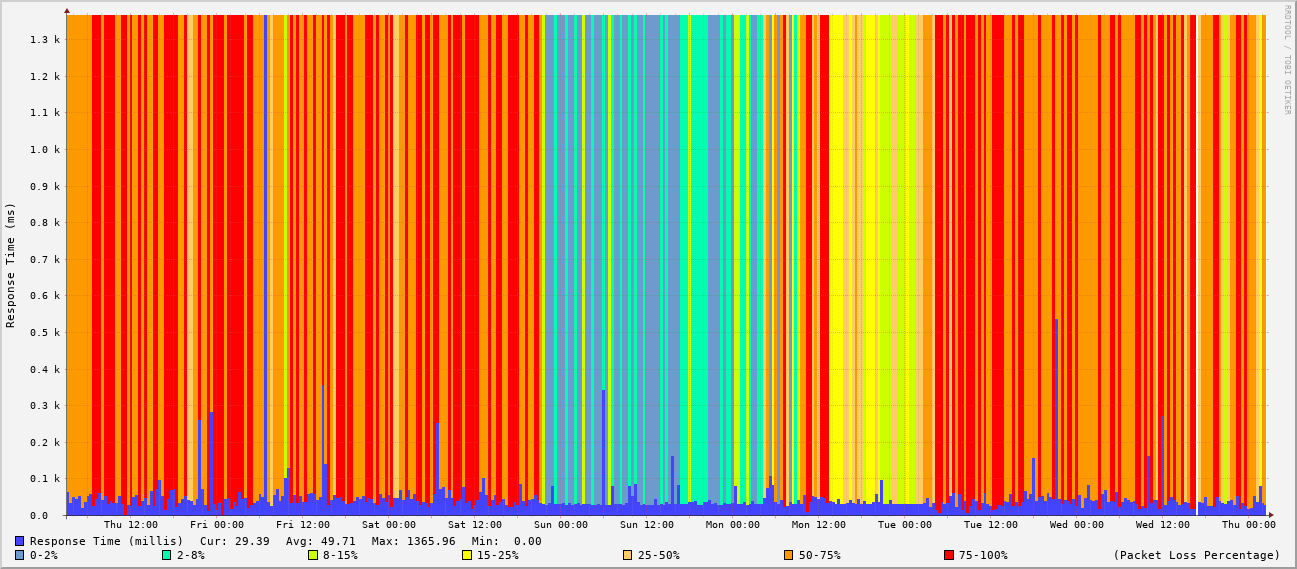 RRDTOOL / TOBI OETIKER
Response Time (ms)
1.3 k
1.2 k
1.1 k
1.0 k
0.9 k
0.8 k
0.7 k
0.6 k
0.5 k
0.4 k
0.3 k
0.2 k
0.1 k
0.0
Thu 12:00 Fri 00:00 Fri 12:00 Sat 00:00 Sat 12:00 Sun 00:00 Sun 12:00 Mon 00:00 Mon 12:00 Tue 00:00 Tue 12:00 Wed 00:00 Wed 12:00 Thu 00:00
Response Time (millis) Cur: 29.39 Avg: 49.71 Max: 1365.96 Min: 0.00
0-2% 2-8% 8-15% 15-25% 25-50% 50-75% 75-100% (Packet Loss Percentage)